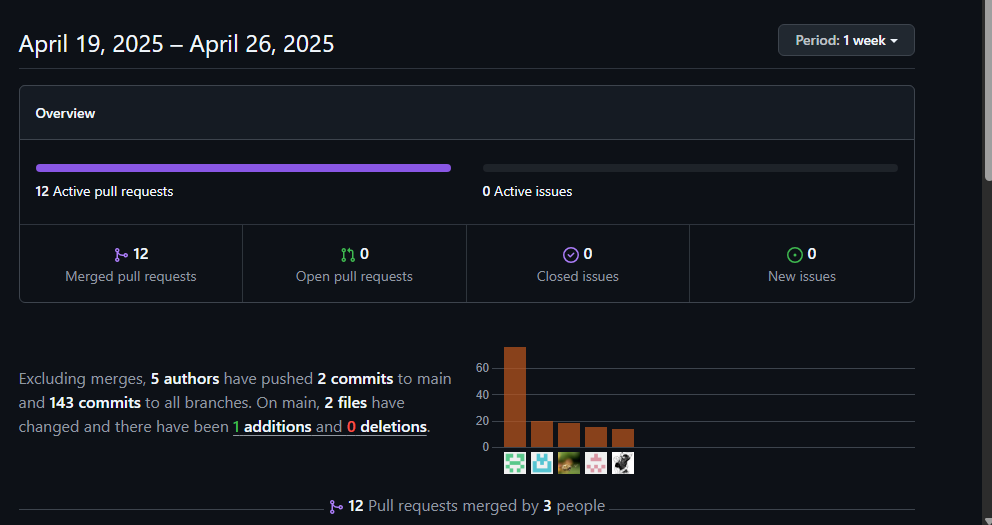 April 19, 2025 – April 26, 2025
Period: 1 week
Overview
12 Active pull requests
0 Active issues
12
Merged pull requests
0
Open pull requests
0
Closed issues
0
New issues
Excluding merges, 5 authors have pushed 2 commits to main
and 143 commits to all branches. On main, 2 files have
changed and there have been 1 additions and 0 deletions.
60
40
20
0
12 Pull requests merged by 3 people